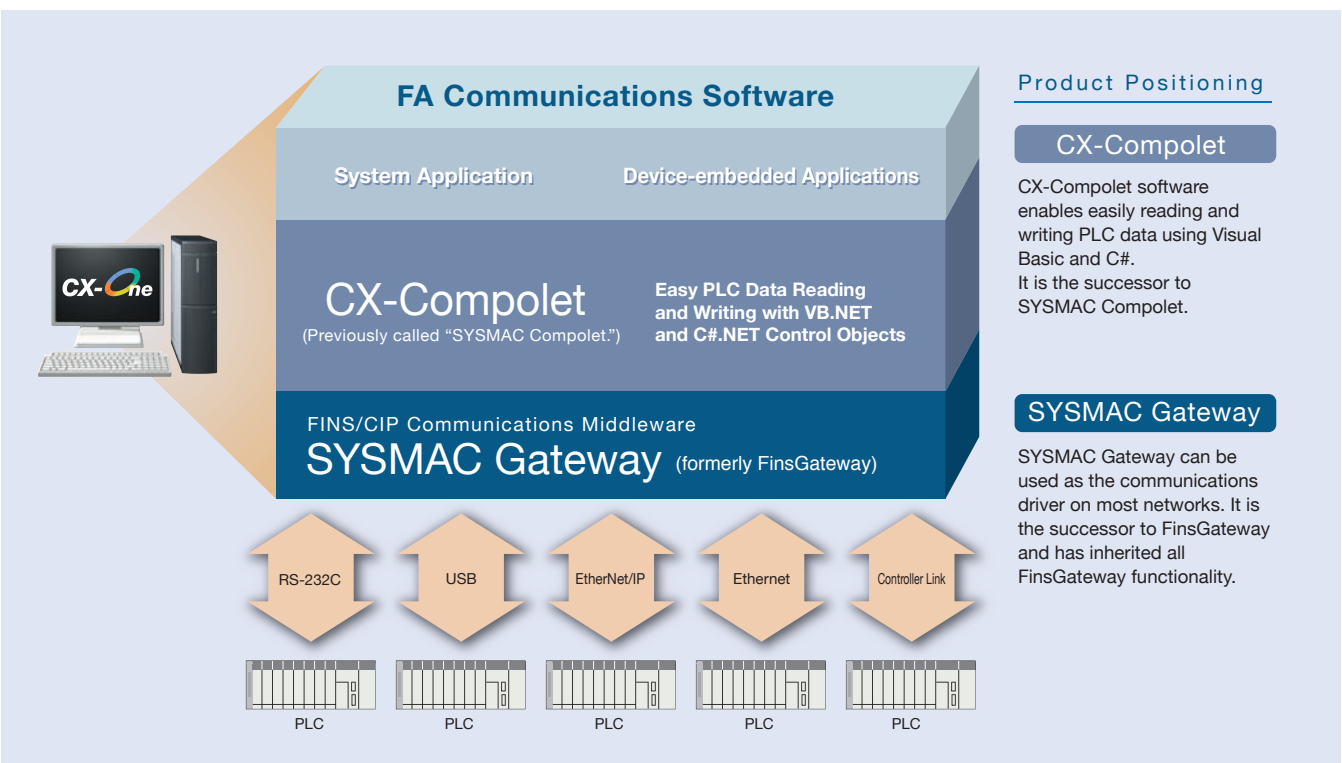 FA Communications Software
System Application
Device-embedded Applications
CX-One
CX-Compolet
(Previously called “SYSMAC Compolet.”)
Easy PLC Data Reading
and Writing with VB.NET
and C#.NET Control Objects
FINS/CIP Communications Middleware
SYSMAC Gateway (formerly FinsGateway)
RS-232C
USB
EtherNet/IP
Ethernet
Controller Link
PLC
PLC
PLC
PLC
PLC
Product Positioning
CX-Compolet
CX-Compolet software
enables easily reading and
writing PLC data using Visual
Basic and C#.
It is the successor to
SYSMAC Compolet.
SYSMAC Gateway
SYSMAC Gateway can be
used as the communications
driver on most networks. It is
the successor to FinsGateway
and has inherited all
FinsGateway functionality.